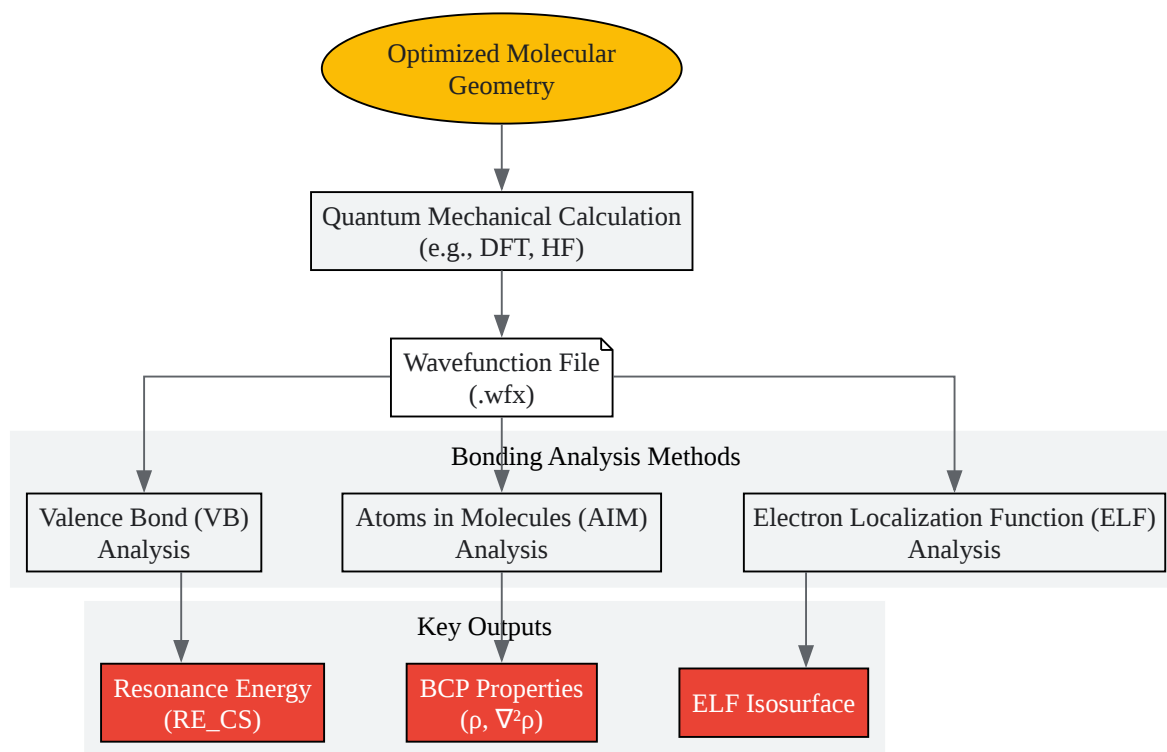 Optimized Molecular
Geometry
Quantum Mechanical Calculation
(e.g., DFT, HF)
Wavefunction File
(.wfx)
Bonding Analysis Methods
Valence Bond (VB)
Analysis
Atoms in Molecules (AIM)
Analysis
Electron Localization Function (ELF)
Analysis
Key Outputs
Resonance Energy
(RE_CS)
BCP Properties
(ρ, ∇²ρ)
ELF Isosurface